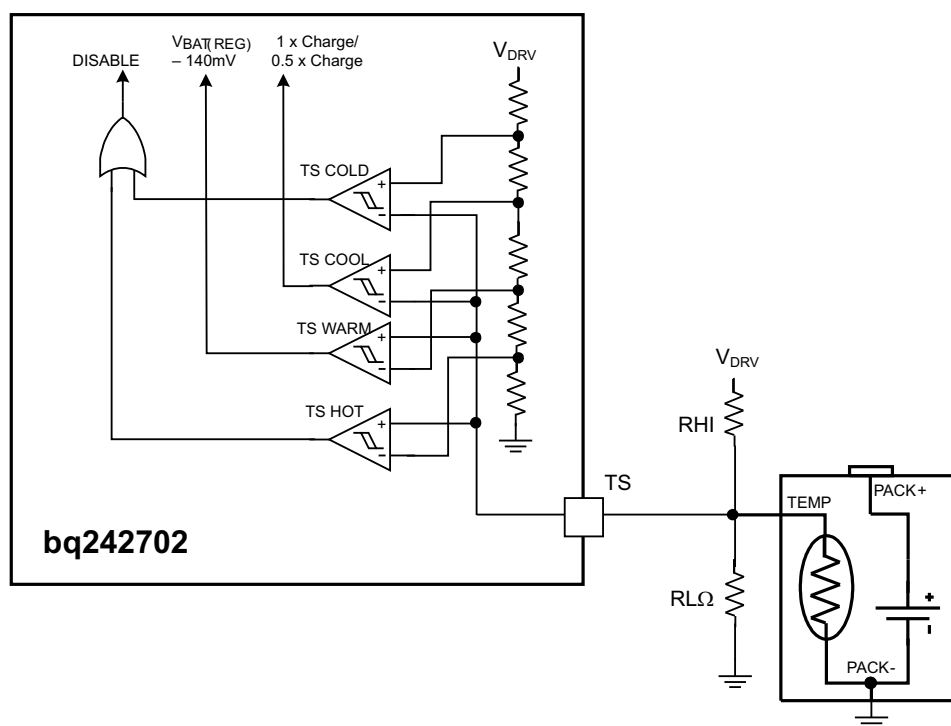 DISABLE
VBAT(REG)
– 140mV
1 x Charge/
0.5 x Charge
VDRV
TS COLD
+
-
TS COOL
+
-
TS WARM
+
-
TS HOT
+
-
bq242702
TS
VDRV
RHI
RLΩ
TEMP
PACK+
+
-
PACK-